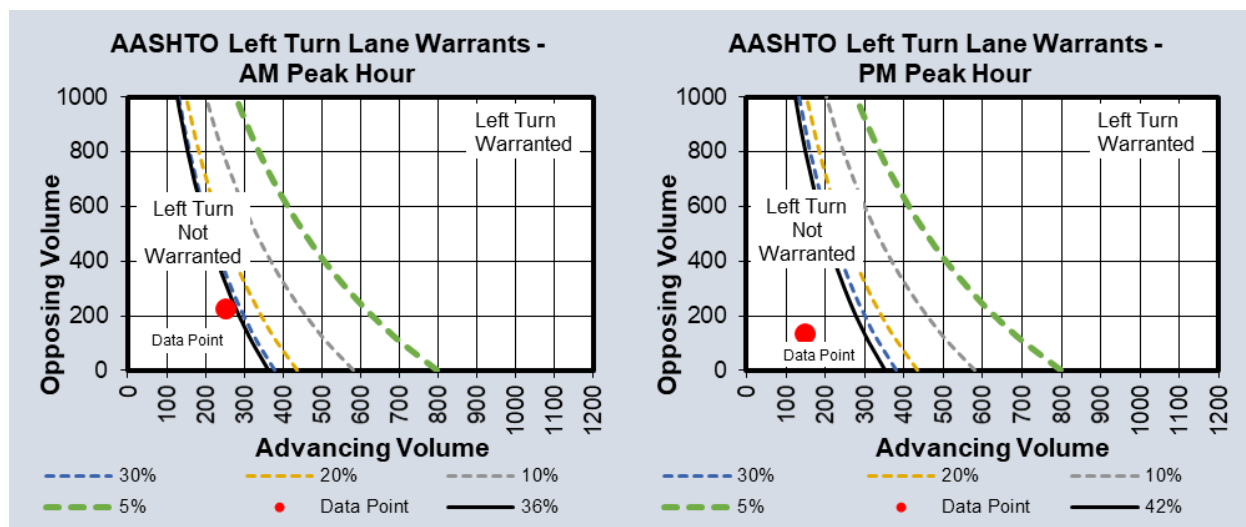 AASHTO Left Turn Lane Warrants -
AM Peak Hour
Opposing Volume
1000
800
600
400
200
0
Left Turn
Warranted
Left Turn
Not
Warranted
Data Point
0 100 200 300 400 500 600 700 800 900 1000 1100 1200
Advancing Volume
30% 20% 10%
5% Data Point 36%
AASHTO Left Turn Lane Warrants -
PM Peak Hour
Opposing Volume
1000
800
600
400
200
0
Left Turn
Warranted
Left Turn
Not
Warranted
Data Point
0 100 200 300 400 500 600 700 800 900 1000 1100 1200
Advancing Volume
30% 20% 10%
5% Data Point 42%